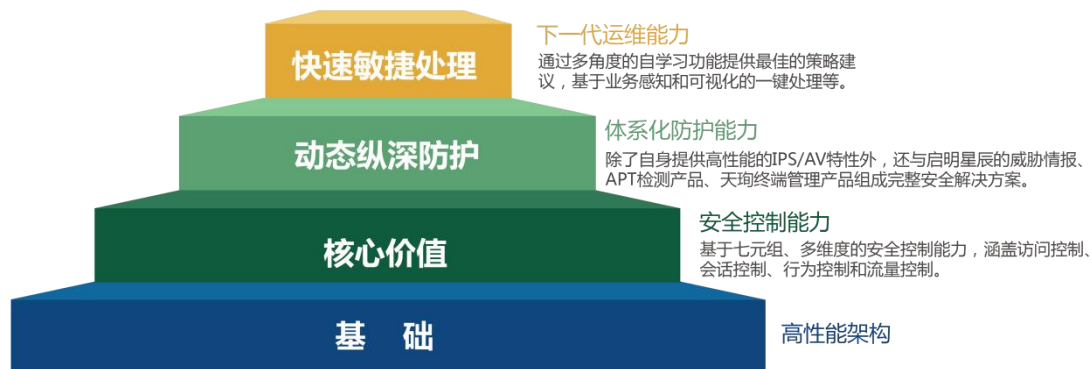 下一代运维能力
快速敏捷处理
通过多角度的自学习功能提供最佳的策略建
议，基于业务感知和可视化的一键处理等。
体系化防护能力
动态纵深防护
除了自身提供高性能的IPS/AV特性外，还与启明星辰的威胁情报、
APT检测产品、天珣终端管理产品组成完整安全解决方案。
安全控制能力
核心价值
基于七元组、多维度的安全控制能力，涵盖访问控制、
会话控制、行为控制和流量控制。
基 础
高性能架构